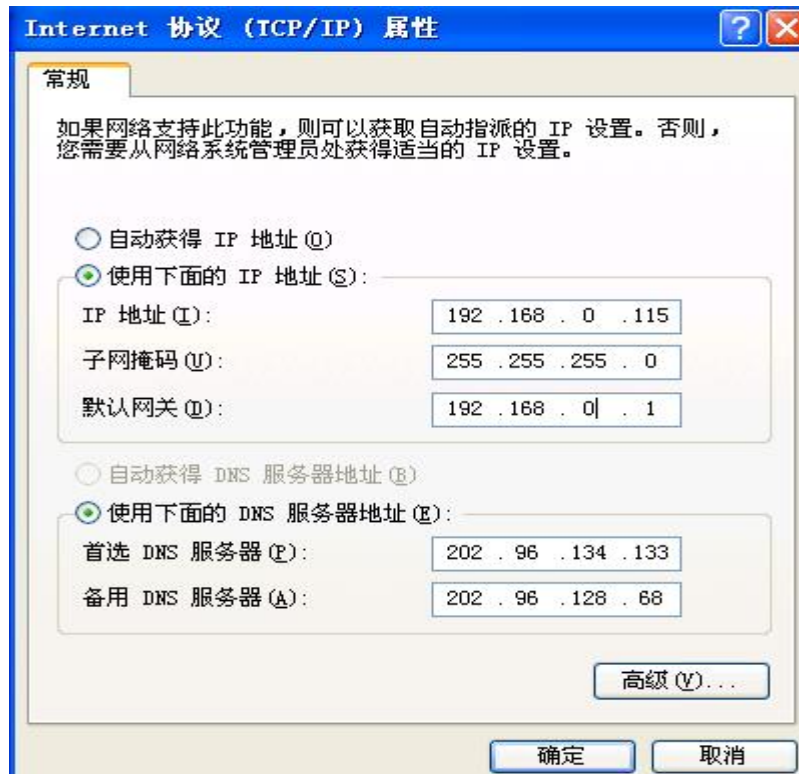 Internet 协议 (TCP/IP) 属性
常规
如果网络支持此功能，则可以获取自动指派的 IP 设置。否则，
您需要从网络系统管理员处获得适当的 IP 设置。
自动获得 IP 地址(O)
使用下面的 IP 地址(S):
IP 地址(I): 192 .168 . 0 .115
子网掩码(U): 255 .255 .255 . 0
默认网关(D): 192 .168 . 0 . 1
自动获得 DNS 服务器地址(B)
使用下面的 DNS 服务器地址(E):
首选 DNS 服务器(P): 202 . 96 .134 .133
备用 DNS 服务器(A): 202 . 96 .128 . 68
高级(V)...
确定 取消